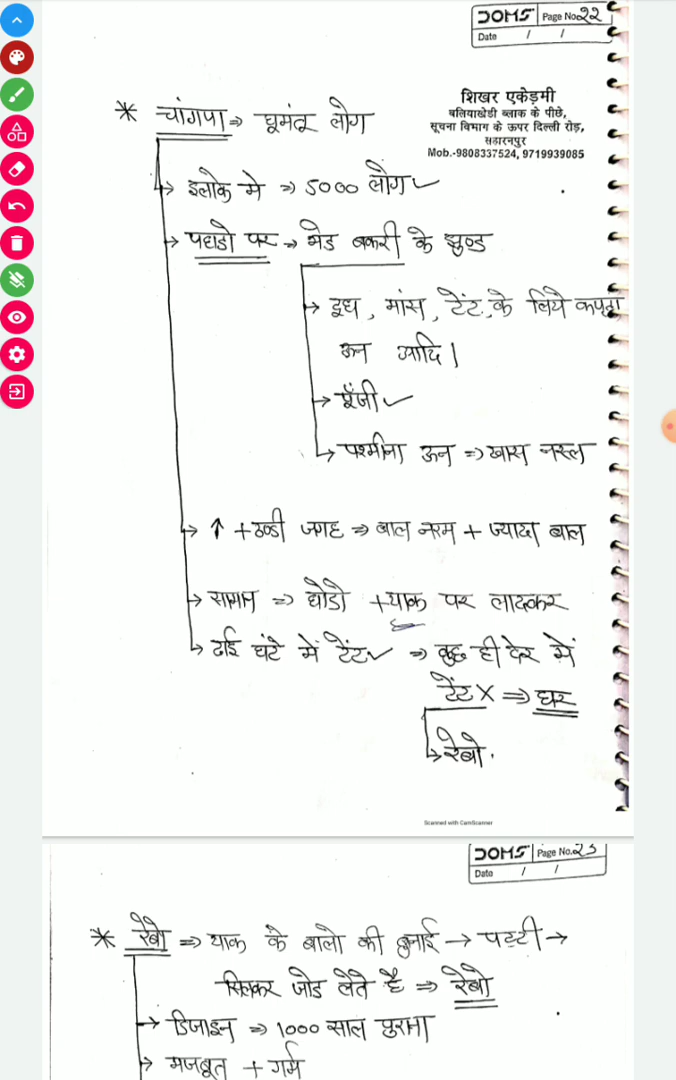 DOMS Page No. 22
Date / /
शिखर एकेड़मी
बलियाखेडी ब्लाक के पीछे,
सूचना विभाग के ऊपर दिल्ली रोड़,
सहारनपुर
Mob.-9808337524, 9719939085
* चांगपा ⇒ घूमंतू लोग
→ इलाके मे ⇒ 5000 लोग ✓
→ पहाडो पर ⇒ भेड बकरी के झुण्ड
→ दूध, मांस, टेंट के लिये कपड़ा
ऊन आदि।
→ पूँजी ✓
→ पश्मीना ऊन ⇒ खास नस्ल
→ ↑ + ठण्डी जगह ⇒ बाल नरम + ज्यादा बाल
→ सामान ⇒ घोडो + याक पर लादकर
→ ढाई घंटे में टेंट ✓ ⇒ कुछ ही देर में
टेंट X ⇒ घर
→ रेबो.
Scanned with CamScanner
DOMS Page No. 23
Date / /
* रेबो ⇒ याक के बालो की बुनाई → पट्टी →
सिलकर जोड लेते है ⇒ रेबो
→ डिजाइन ⇒ 1000 साल पुराना
→ मजबूत + गर्म